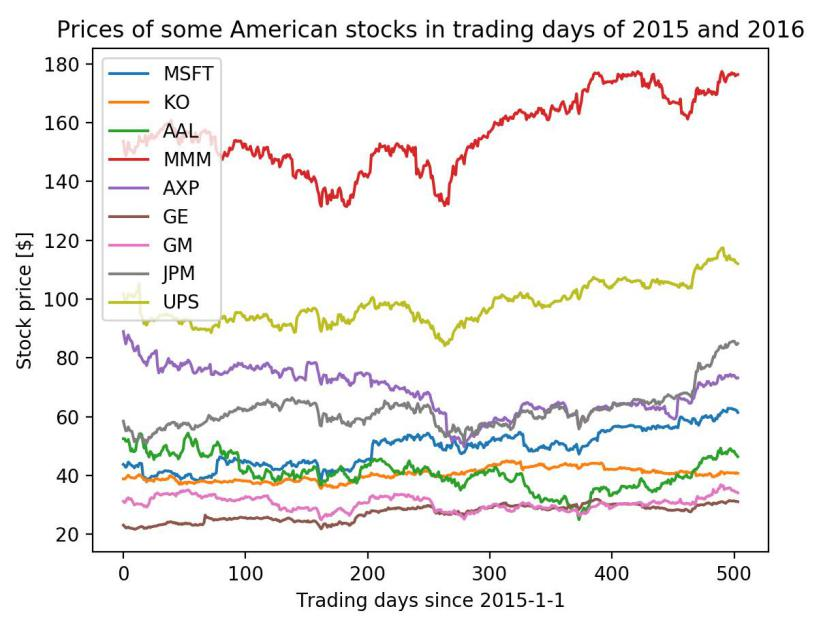 Prices of some American stocks in trading days of 2015 and 2016
Stock price [$]
180
160
140
120
100
80
60
40
20
MSFT
KO
AAL
MMM
AXP
GE
GM
JPM
UPS
0 100 200 300 400 500
Trading days since 2015-1-1